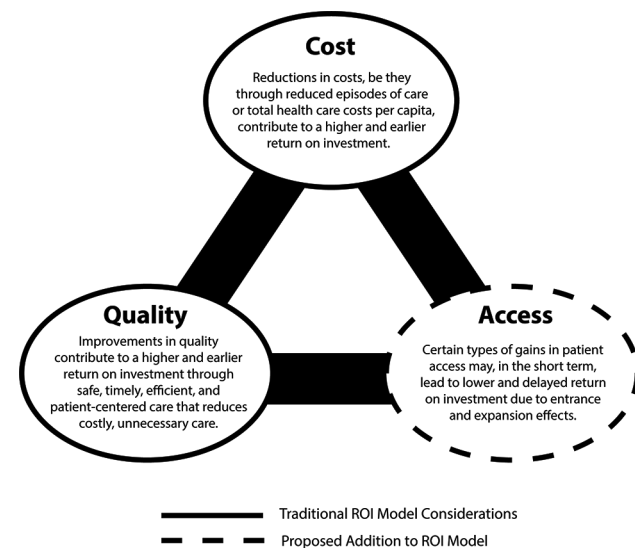 Cost
Reductions in costs, be they
through reduced episodes of care
or total health care costs per capita,
contribute to a higher and earlier
return on investment.
Quality
Improvements in quality
contribute to a higher and earlier
return on investment through
safe, timely, efficient, and
patient-centered care that reduces
costly, unnecessary care.
Access
Certain types of gains in patient
access may, in the short term,
lead to lower and delayed return
on investment due to entrance
and expansion effects.
Traditional ROI Model Considerations
Proposed Addition to ROI Model